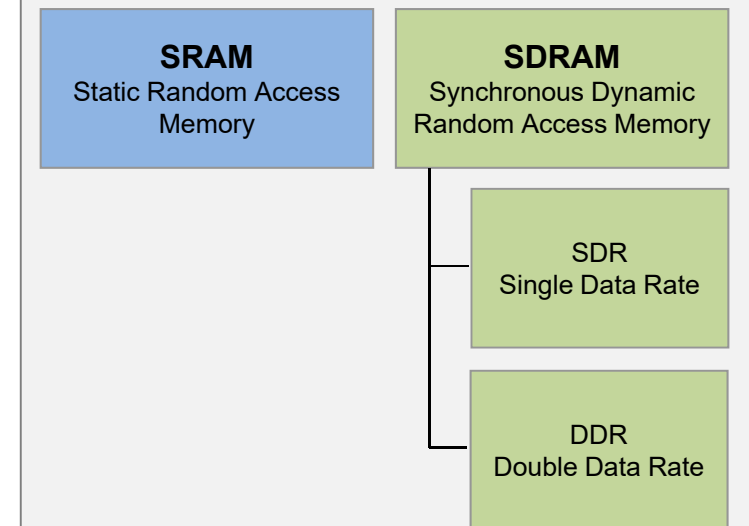 SRAM
Static Random Access
Memory
SDRAM
Synchronous Dynamic
Random Access Memory
SDR
Single Data Rate
DDR
Double Data Rate